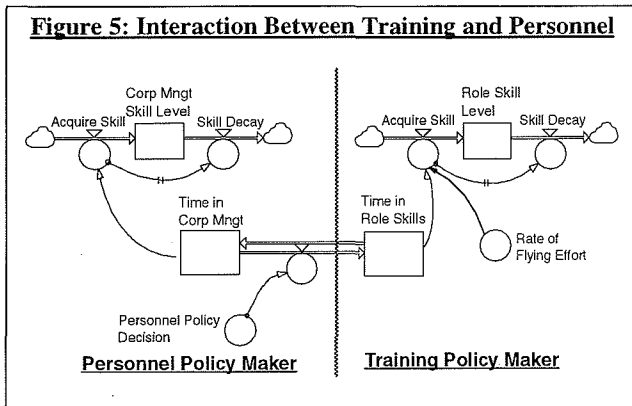 Figure 5: Interaction Between Training and Personnel
Corp Mngt
Skill Level
Acquire Skill
Skill Decay
Role Skill
Level
Acquire Skill
Skill Decay
Time in
Corp Mngt
Time in
Role Skills
Rate of
Flying Effort
Personnel Policy
Decision
Personnel Policy Maker
Training Policy Maker